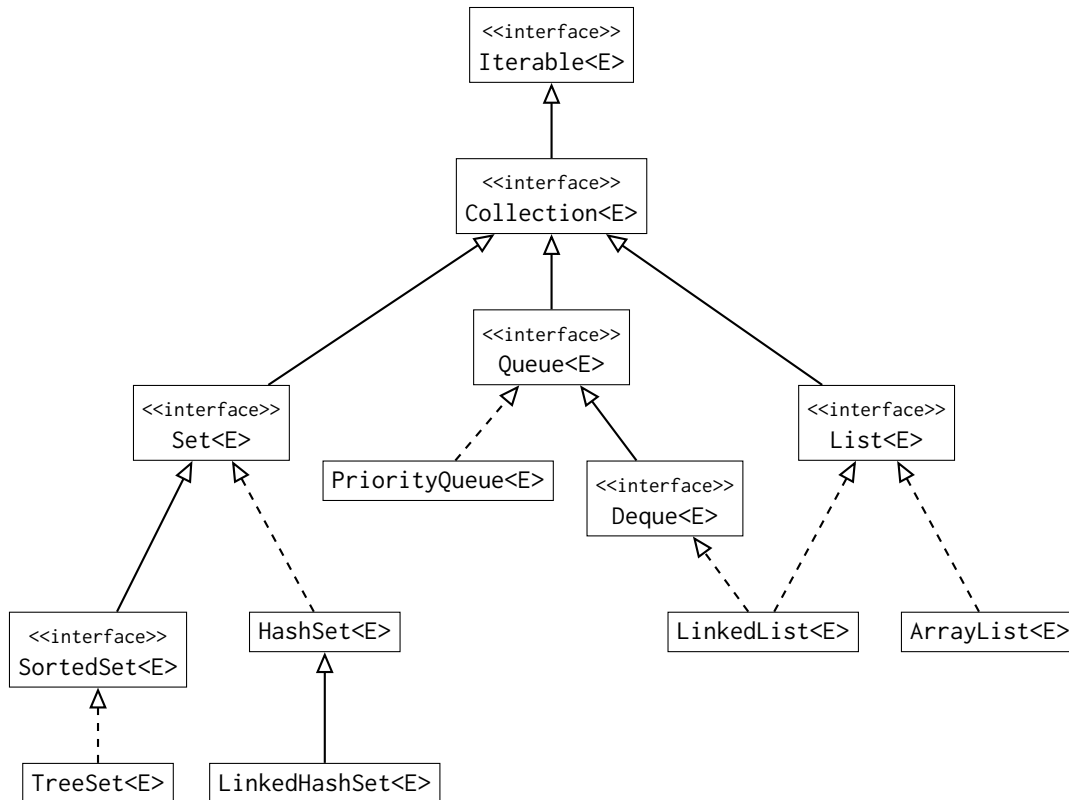 <<interface>>
Iterable<E>
<<interface>>
Collection<E>
<<interface>>
Queue<E>
<<interface>>
Set<E>
<<interface>>
List<E>
PriorityQueue<E>
<<interface>>
Deque<E>
<<interface>>
SortedSet<E>
HashSet<E>
LinkedList<E>
ArrayList<E>
TreeSet<E>
LinkedHashSet<E>